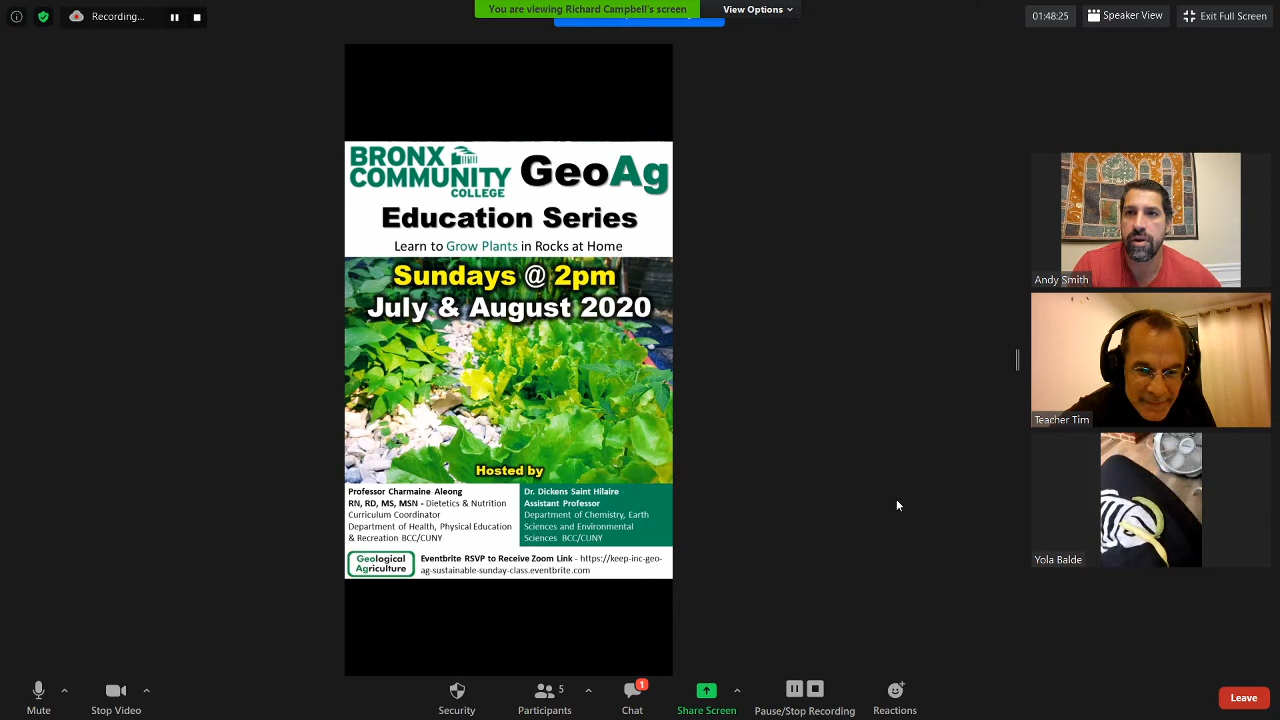 Recording...
You are viewing Richard Campbell's screen
View Options
01:48:25
Speaker View
Exit Full Screen
BRONX
COMMUNITY
COLLEGE
GeoAg
Education Series
Learn to Grow Plants in Rocks at Home
Sundays @ 2pm
July & August 2020
Hosted by
Professor Charmaine Aleong
RN, RD, MS, MSN - Dietetics & Nutrition
Curriculum Coordinator
Department of Health, Physical Education
& Recreation BCC/CUNY
Dr. Dickens Saint Hilaire
Assistant Professor
Department of Chemistry, Earth
Sciences and Environmental
Sciences BCC/CUNY
Geological
Agriculture
Eventbrite RSVP to Receive Zoom Link - https://keep-inc-geo-
ag-sustainable-sunday-class.eventbrite.com
Andy Smith
Teacher Tim
Yola Balde
Mute
Stop Video
Security
5
Participants
1
Chat
Share Screen
Pause/Stop Recording
Reactions
Leave